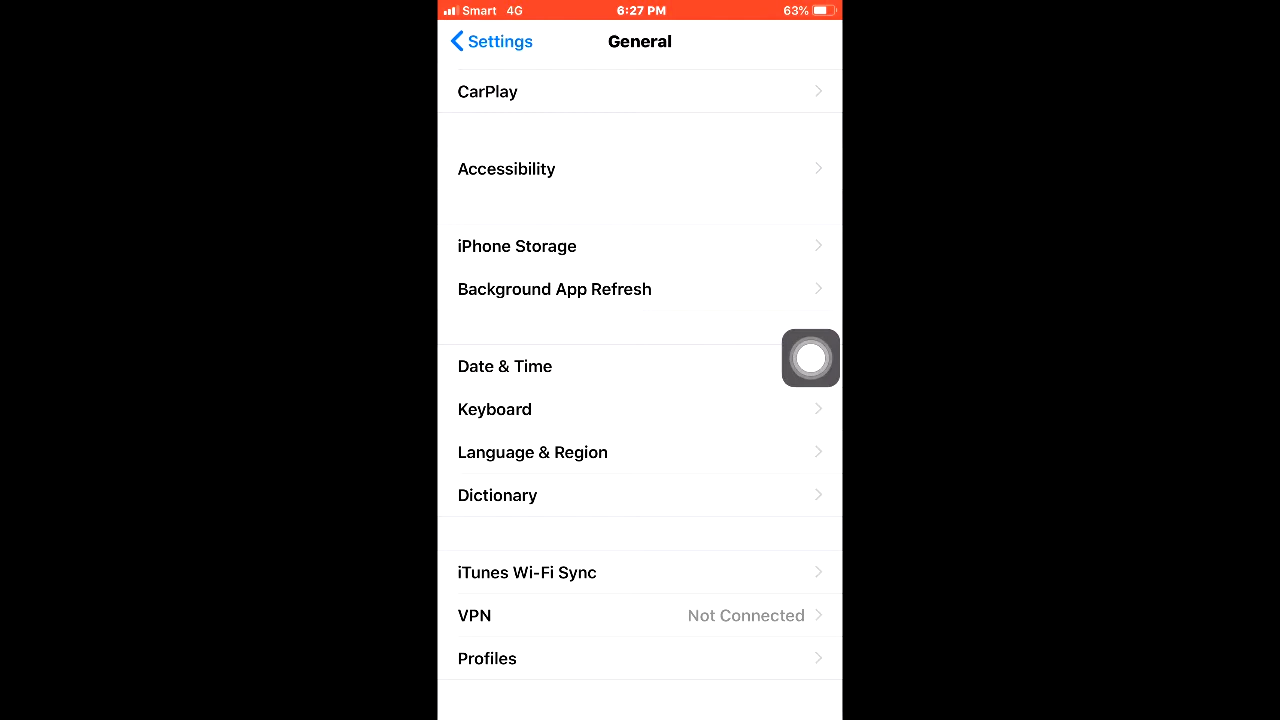 Smart 4G 6:27 PM 63%
Settings General
CarPlay
Accessibility
iPhone Storage
Background App Refresh
Date & Time
Keyboard
Language & Region
Dictionary
iTunes Wi-Fi Sync
VPN Not Connected
Profiles